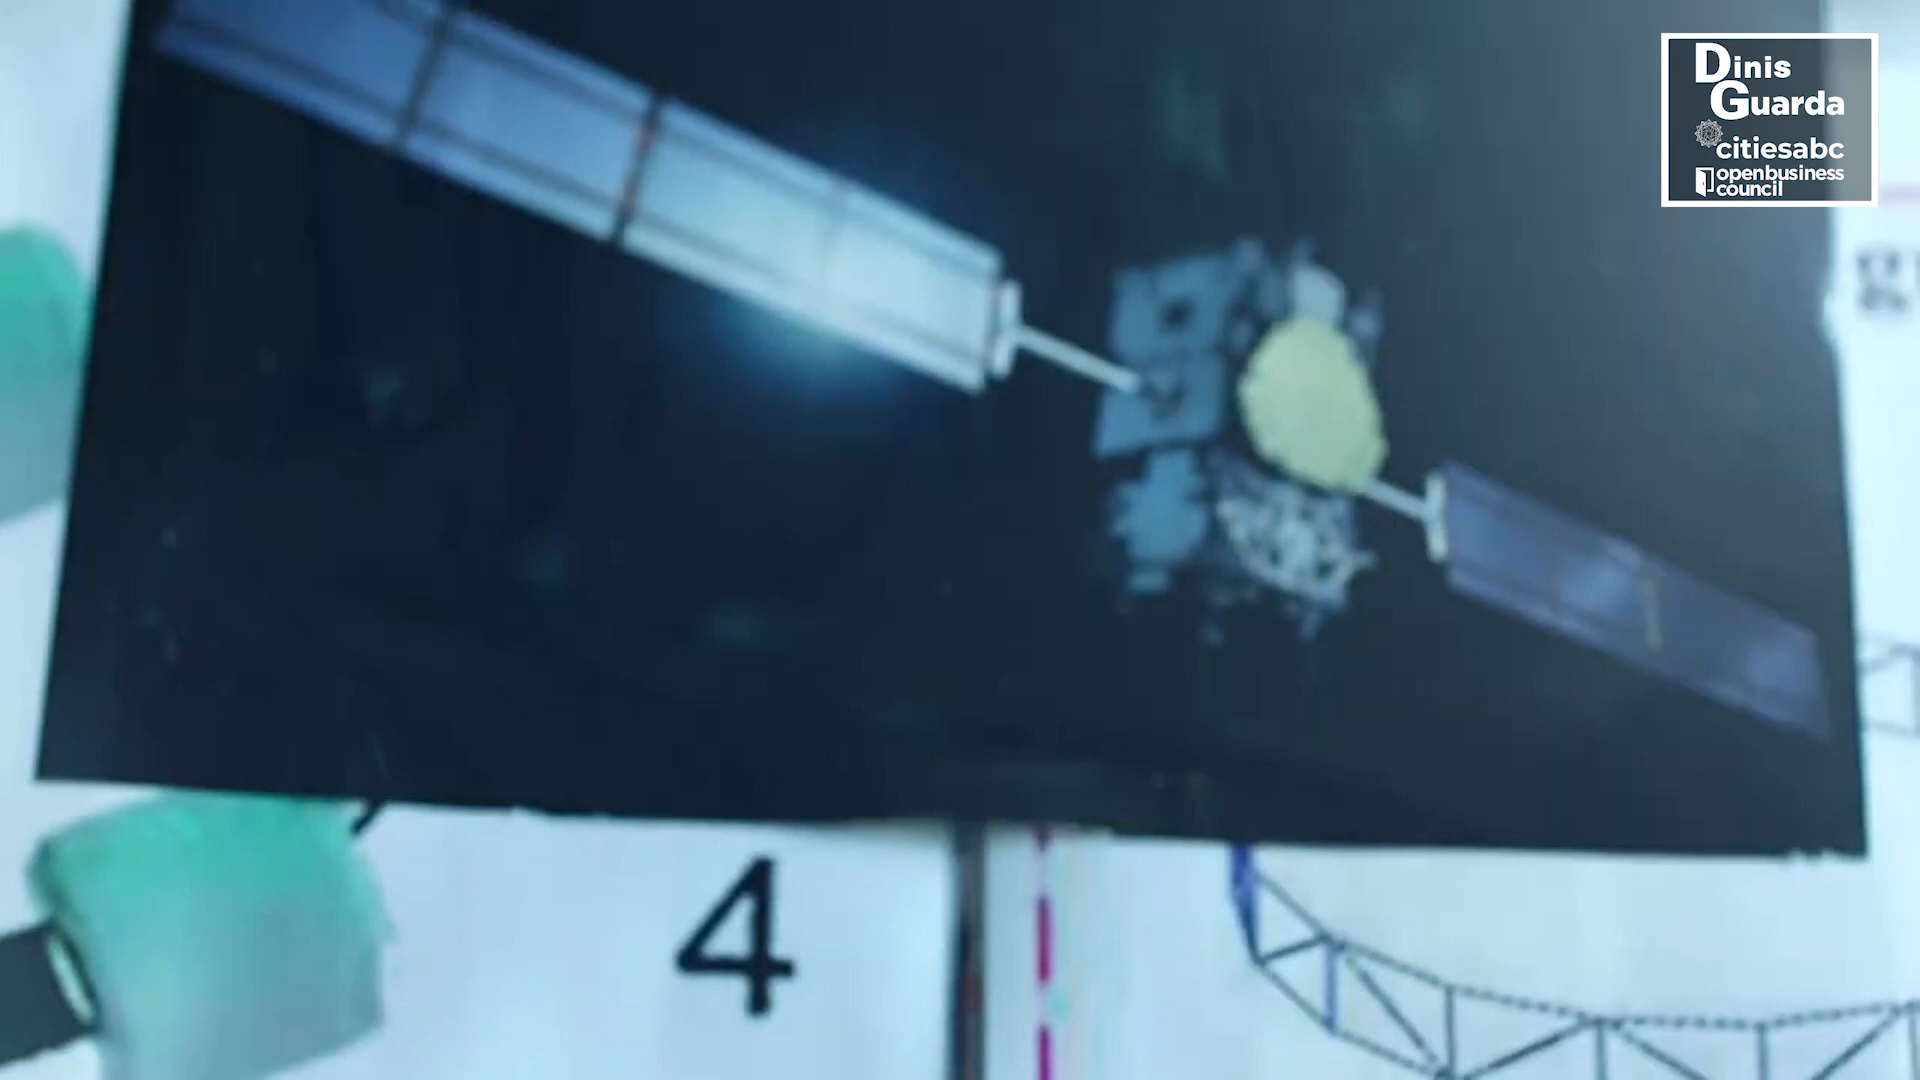 Dinis
Guarda
citiesabc
openbusiness
council
4